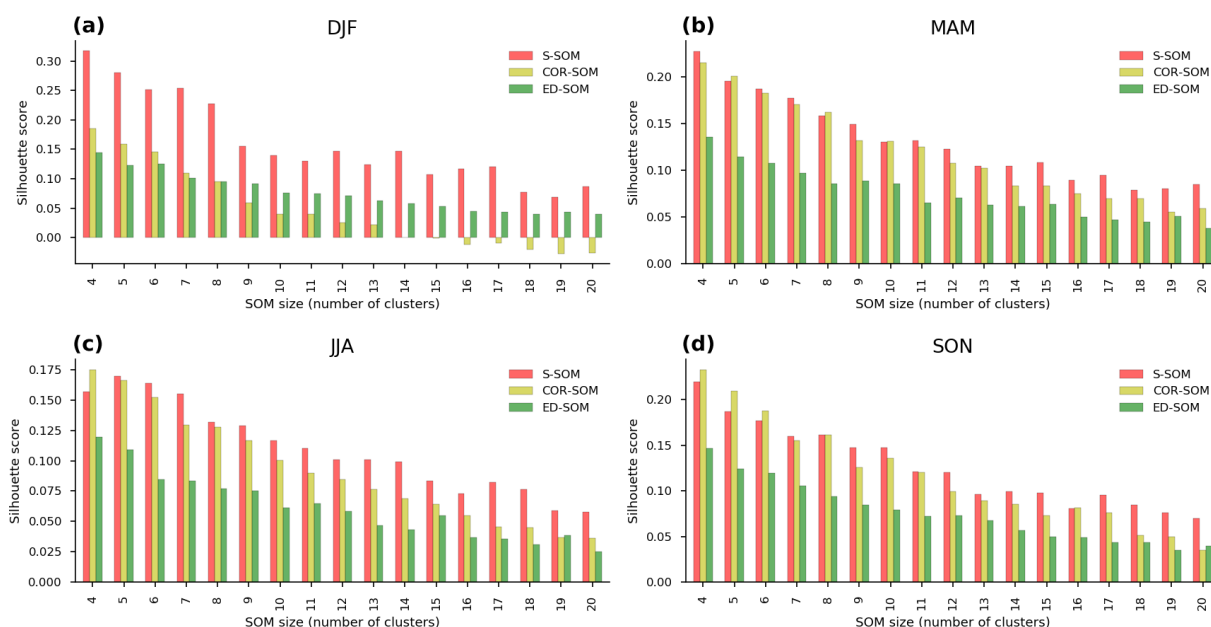 (a)
DJF
S-SOM
COR-SOM
ED-SOM
Silhouette score
0.30
0.25
0.20
0.15
0.10
0.05
0.00
4 5 6 7 8 9 10 11 12 13 14 15 16 17 18 19 20
SOM size (number of clusters)
(b)
MAM
S-SOM
COR-SOM
ED-SOM
Silhouette score
0.20
0.15
0.10
0.05
0.00
4 5 6 7 8 9 10 11 12 13 14 15 16 17 18 19 20
SOM size (number of clusters)
(c)
JJA
S-SOM
COR-SOM
ED-SOM
Silhouette score
0.175
0.150
0.125
0.100
0.075
0.050
0.025
0.000
4 5 6 7 8 9 10 11 12 13 14 15 16 17 18 19 20
SOM size (number of clusters)
(d)
SON
S-SOM
COR-SOM
ED-SOM
Silhouette score
0.20
0.15
0.10
0.05
0.00
4 5 6 7 8 9 10 11 12 13 14 15 16 17 18 19 20
SOM size (number of clusters)